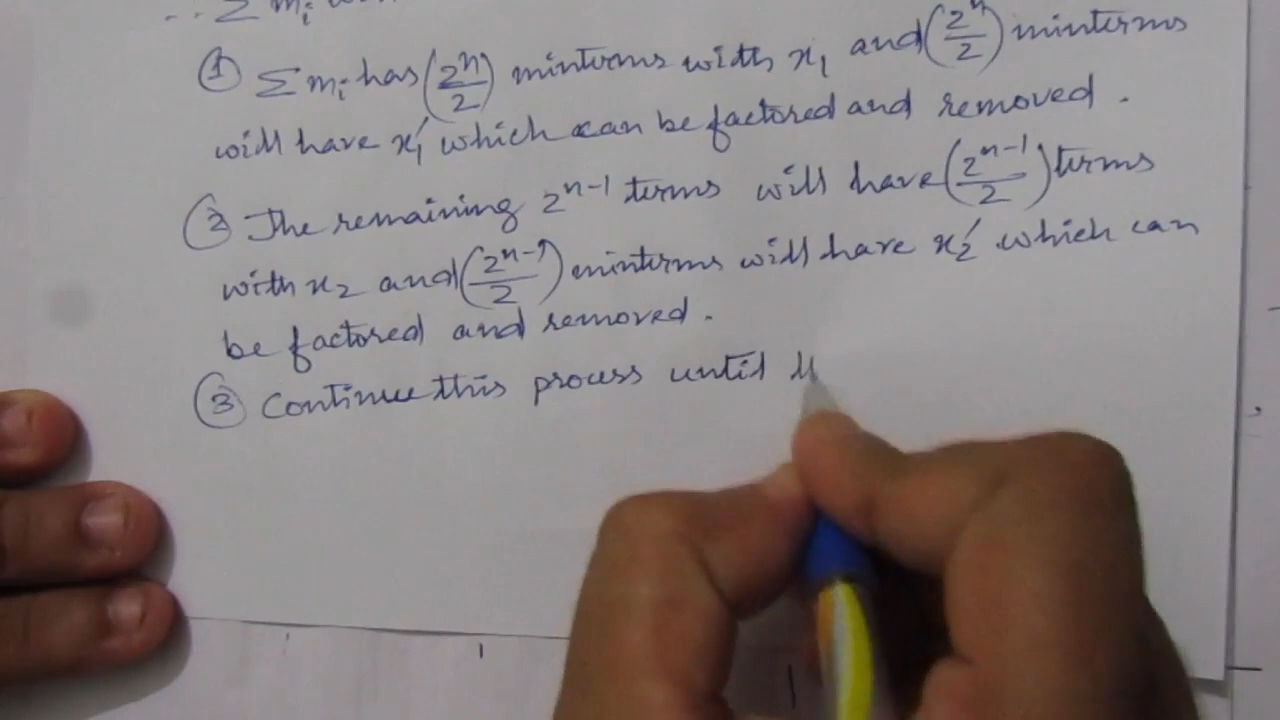 ∴ Σ mᵢ
① Σ mᵢ has (2ⁿ/2) minterms with x₁ and (2ⁿ/2) minterms
will have x₁′ which can be factored and removed.
② The remaining 2ⁿ⁻¹ terms will have (2ⁿ⁻¹/2) terms
with x₂ and (2ⁿ⁻¹/2) minterms will have x₂′ which can
be factored and removed.
③ Continue this process until